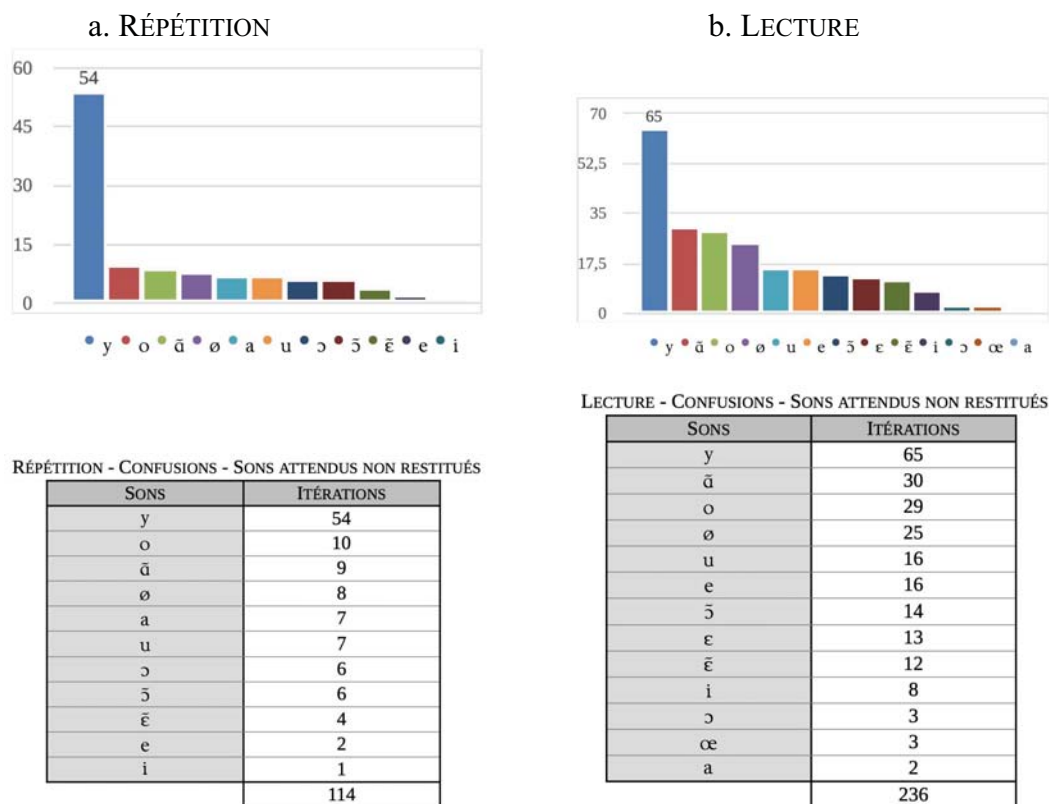 a. RÉPÉTITION
54
60
45
30
15
0
y o ɑ̃ ø a u ɔ ɔ̃ ɛ̃ e i
RÉPÉTITION - CONFUSIONS - SONS ATTENDUS NON RESTITUÉS
SONS ITÉRATIONS
y 54
o 10
ɑ̃ 9
ø 8
a 7
u 7
ɔ 6
ɔ̃ 6
ɛ̃ 4
e 2
i 1
114
b. LECTURE
65
70
52,5
35
17,5
0
y ɑ̃ o ø u e ɔ̃ ɛ ɛ̃ i ɔ œ a
LECTURE - CONFUSIONS - SONS ATTENDUS NON RESTITUÉS
SONS ITÉRATIONS
y 65
ɑ̃ 30
o 29
ø 25
u 16
e 16
ɔ̃ 14
ɛ 13
ɛ̃ 12
i 8
ɔ 3
œ 3
a 2
236